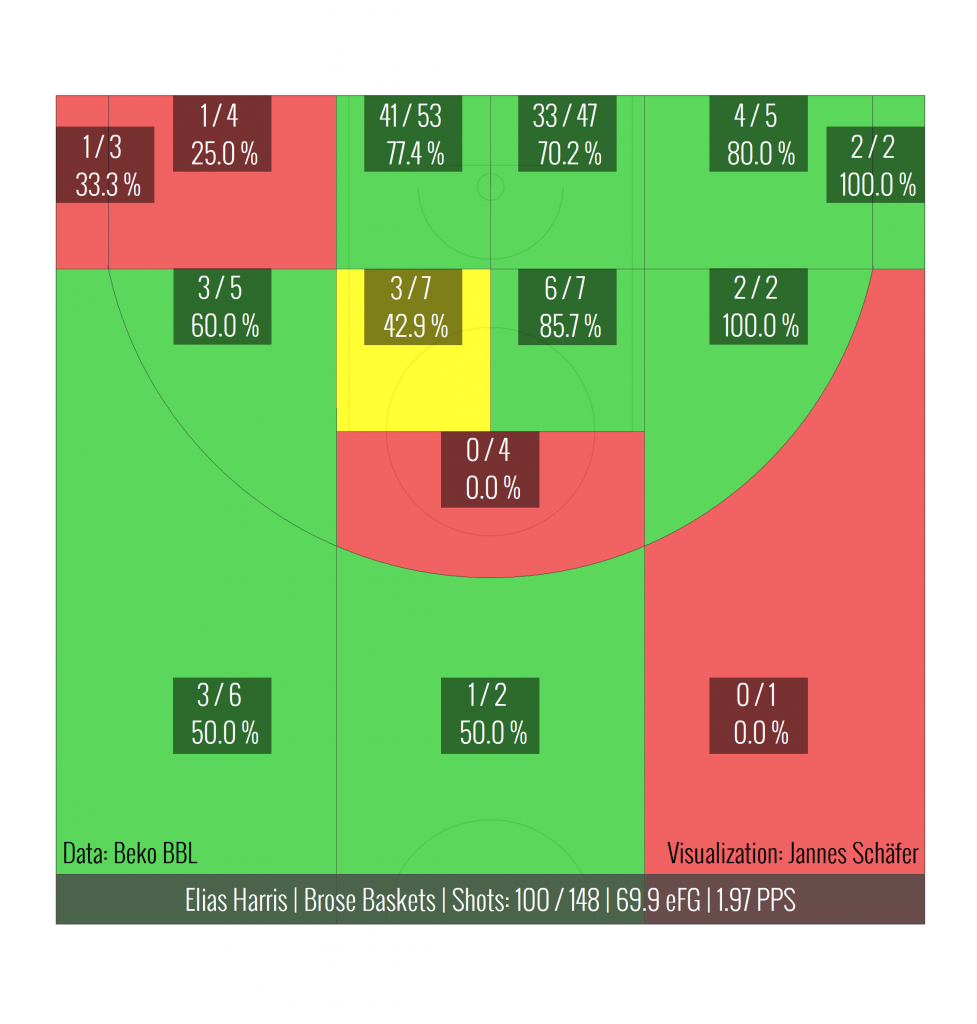 1 / 3
33.3 %
1 / 4
25.0 %
41 / 53
77.4 %
33 / 47
70.2 %
4 / 5
80.0 %
2 / 2
100.0 %
3 / 5
60.0 %
3 / 7
42.9 %
6 / 7
85.7 %
2 / 2
100.0 %
0 / 4
0.0 %
3 / 6
50.0 %
1 / 2
50.0 %
0 / 1
0.0 %
Data: Beko BBL
Visualization: Jannes Schäfer
Elias Harris | Brose Baskets | Shots: 100 / 148 | 69.9 eFG | 1.97 PPS